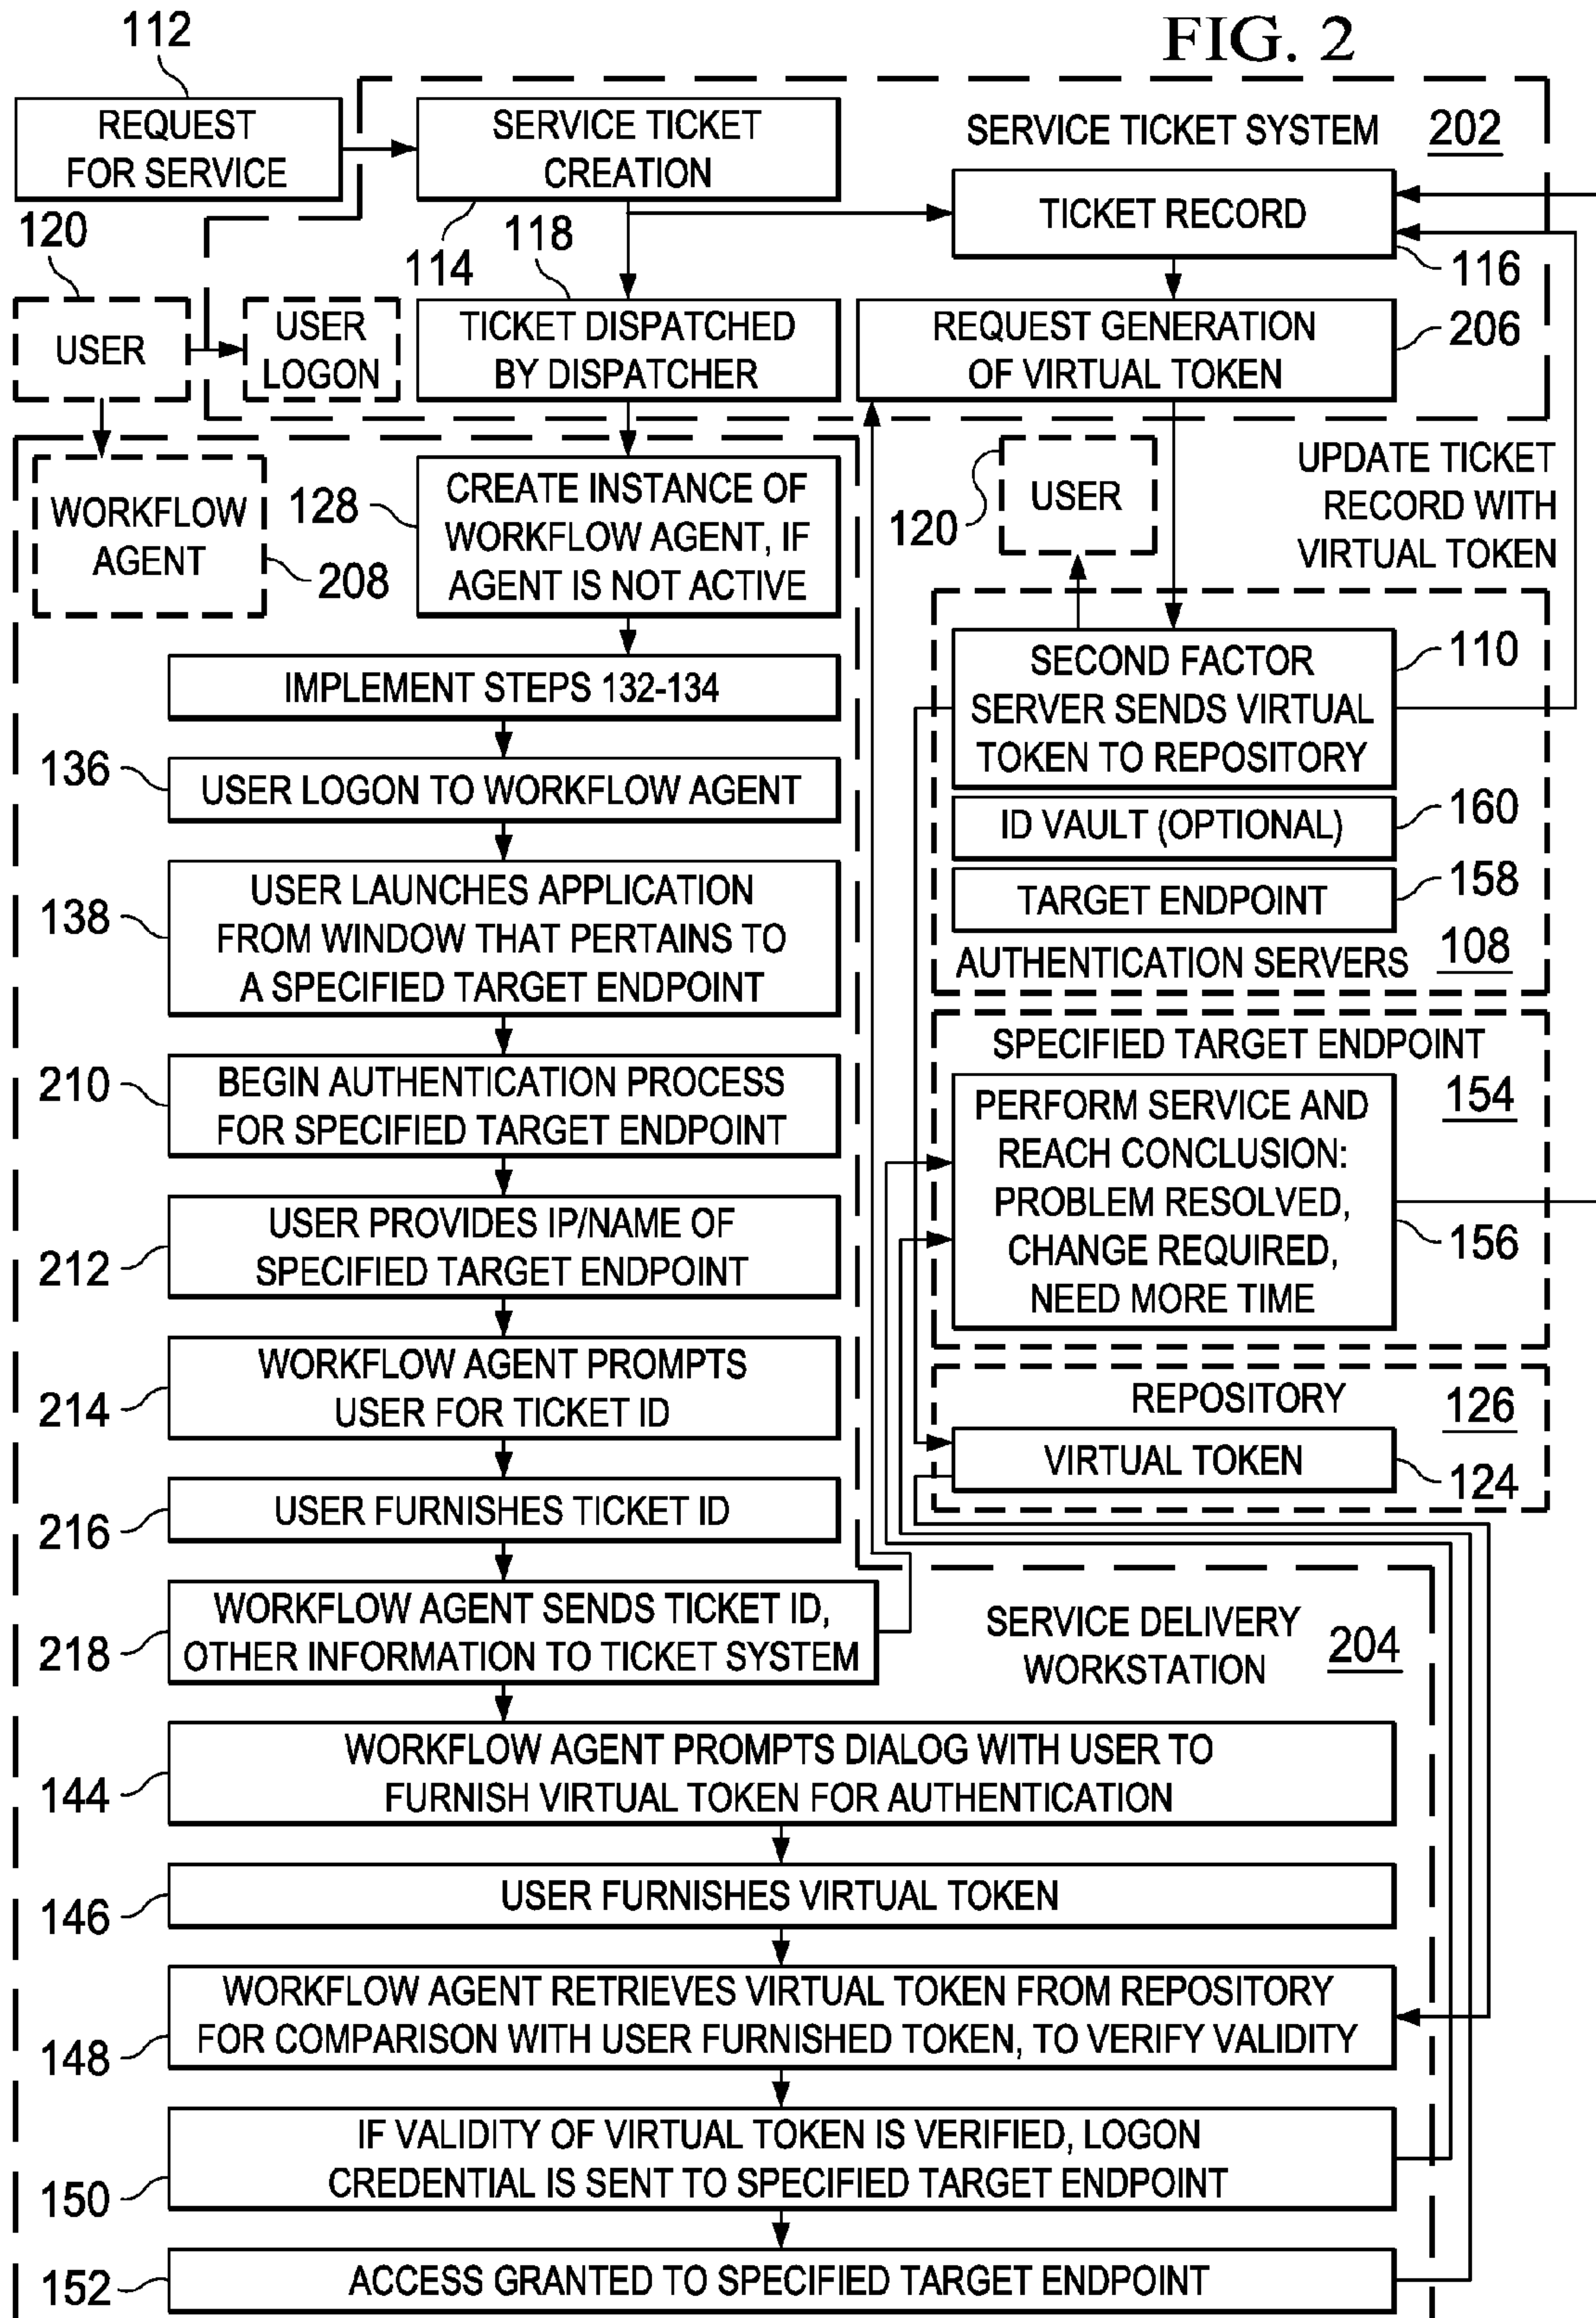 FIG. 2
112
REQUEST
FOR SERVICE
SERVICE TICKET
CREATION
114
SERVICE TICKET SYSTEM 202
TICKET RECORD
116
120
USER
USER
LOGON
118
TICKET DISPATCHED
BY DISPATCHER
REQUEST GENERATION
OF VIRTUAL TOKEN
206
WORKFLOW
AGENT
208
128
CREATE INSTANCE OF
WORKFLOW AGENT, IF
AGENT IS NOT ACTIVE
120
USER
UPDATE TICKET
RECORD WITH
VIRTUAL TOKEN
IMPLEMENT STEPS 132-134
136
USER LOGON TO WORKFLOW AGENT
138
USER LAUNCHES APPLICATION
FROM WINDOW THAT PERTAINS TO
A SPECIFIED TARGET ENDPOINT
210
BEGIN AUTHENTICATION PROCESS
FOR SPECIFIED TARGET ENDPOINT
212
USER PROVIDES IP/NAME OF
SPECIFIED TARGET ENDPOINT
214
WORKFLOW AGENT PROMPTS
USER FOR TICKET ID
216
USER FURNISHES TICKET ID
218
WORKFLOW AGENT SENDS TICKET ID,
OTHER INFORMATION TO TICKET SYSTEM
SECOND FACTOR
SERVER SENDS VIRTUAL
TOKEN TO REPOSITORY
110
ID VAULT (OPTIONAL)
160
TARGET ENDPOINT
158
AUTHENTICATION SERVERS 108
SPECIFIED TARGET ENDPOINT
154
PERFORM SERVICE AND
REACH CONCLUSION:
PROBLEM RESOLVED,
CHANGE REQUIRED,
NEED MORE TIME
156
REPOSITORY 126
VIRTUAL TOKEN
124
SERVICE DELIVERY
WORKSTATION
204
144
WORKFLOW AGENT PROMPTS DIALOG WITH USER TO
FURNISH VIRTUAL TOKEN FOR AUTHENTICATION
146
USER FURNISHES VIRTUAL TOKEN
148
WORKFLOW AGENT RETRIEVES VIRTUAL TOKEN FROM REPOSITORY
FOR COMPARISON WITH USER FURNISHED TOKEN, TO VERIFY VALIDITY
150
IF VALIDITY OF VIRTUAL TOKEN IS VERIFIED, LOGON
CREDENTIAL IS SENT TO SPECIFIED TARGET ENDPOINT
152
ACCESS GRANTED TO SPECIFIED TARGET ENDPOINT